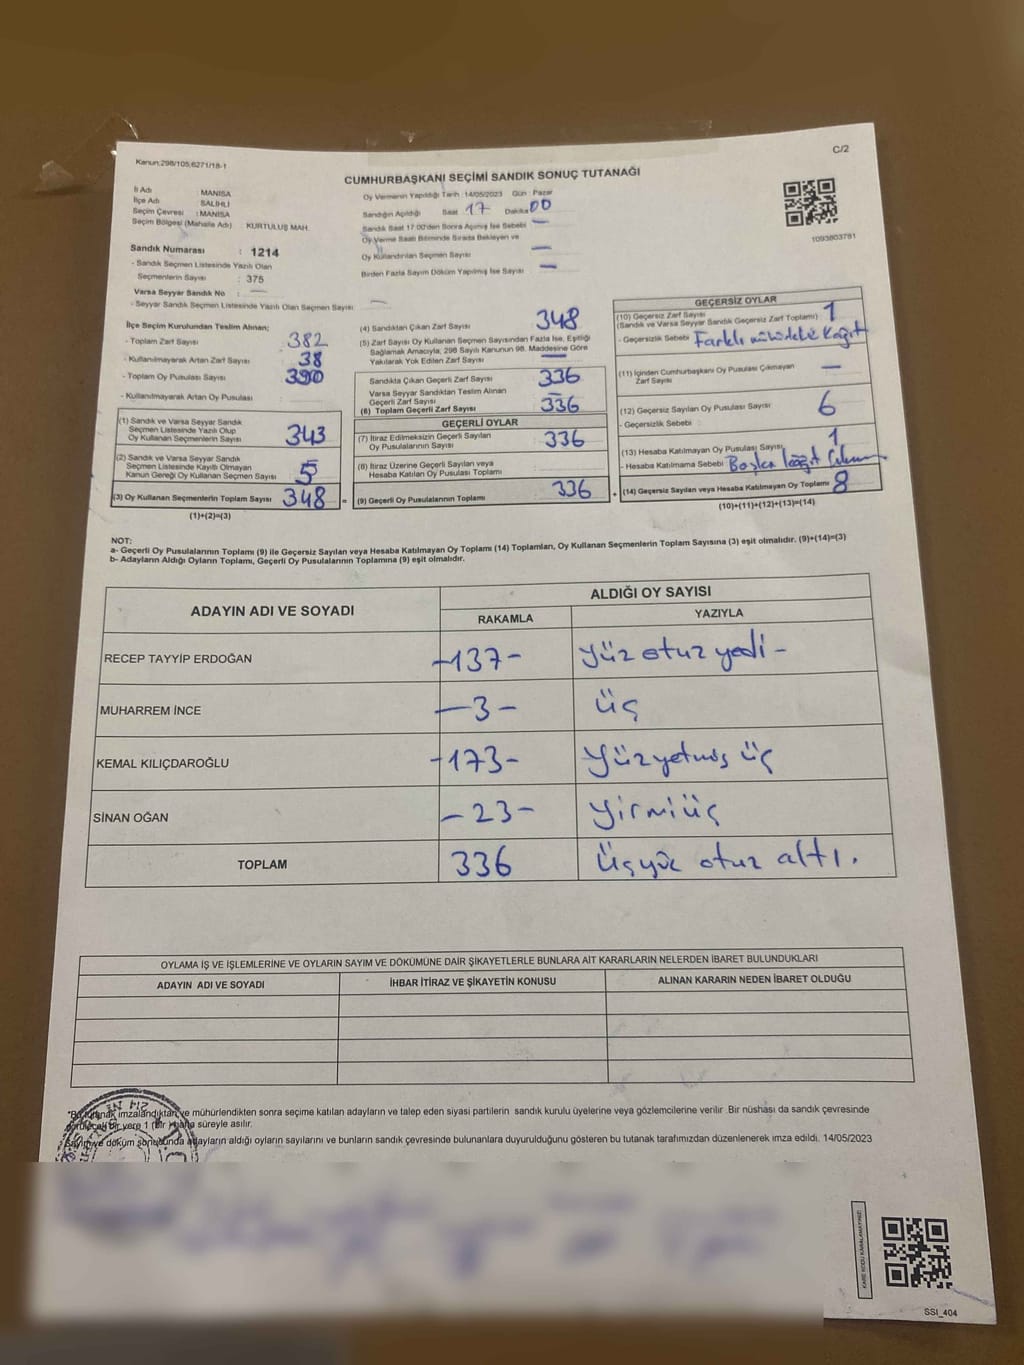 Kanun:298/105,6271/18-1
C/2
CUMHURBAŞKANI SEÇİMİ SANDIK SONUÇ TUTANAĞI
İl Adı : MANİSA
İlçe Adı : SALİHLİ
Seçim Çevresi : MANİSA
Seçim Bölgesi (Mahalle Adı) : KURTULUŞ MAH.
Sandık Numarası : 1214
- Sandık Seçmen Listesinde Yazılı Olan
Seçmenlerin Sayısı : 375
Varsa Seyyar Sandık No : —
- Seyyar Sandık Seçmen Listesinde Yazılı Olan Seçmen Sayısı : —
Oy Vermenin Yapıldığı Tarih : 14/05/2023 Gün : Pazar
Sandığın Açıldığı Saat 17 Dakika 00
Sandık Saat 17:00'den Sonra Açılmış İse Sebebi —
Oy Verme Saati Bitiminde Sırada Bekleyen ve
Oy Kullandırılan Seçmen Sayısı —
Birden Fazla Sayım Döküm Yapılmış İse Sayısı —
1093803781
İlçe Seçim Kurulundan Teslim Alınan;
- Toplam Zarf Sayısı : 382
- Kullanılmayarak Artan Zarf Sayısı : 38
- Toplam Oy Pusulası Sayısı : 390
- Kullanılmayarak Artan Oy Pusulası :
(1) Sandık ve Varsa Seyyar Sandık
Seçmen Listesinde Yazılı Olup
Oy Kullanan Seçmenlerin Sayısı : 343
(2) Sandık ve Varsa Seyyar Sandık
Seçmen Listesinde Kayıtlı Olmayan
Kanun Gereği Oy Kullanan Seçmen Sayısı : 5
(3) Oy Kullanan Seçmenlerin Toplam Sayısı : 348
(1)+(2)=(3)
(4) Sandıktan Çıkan Zarf Sayısı : 348
(5) Zarf Sayısı Oy Kullanan Seçmen Sayısından Fazla İse, Eşitliği
Sağlamak Amacıyla, 298 Sayılı Kanunun 98. Maddesine Göre
Yakılarak Yok Edilen Zarf Sayısı : —
Sandıkta Çıkan Geçerli Zarf Sayısı : 336
Varsa Seyyar Sandıktan Teslim Alınan
Geçerli Zarf Sayısı : —
(6) Toplam Geçerli Zarf Sayısı : 336
GEÇERLİ OYLAR
(7) İtiraz Edilmeksizin Geçerli Sayılan
Oy Pusulalarının Sayısı : 336
(8) İtiraz Üzerine Geçerli Sayılan veya
Hesaba Katılan Oy Pusulası Toplamı :
(9) Geçerli Oy Pusulalarının Toplamı : 336
GEÇERSİZ OYLAR
(10) Geçersiz Zarf Sayısı
(Sandık ve Varsa Seyyar Sandık Geçersiz Zarf Toplamı) : 1
- Geçersizlik Sebebi : Farklı Kağıt
(11) İçinden Cumhurbaşkanı Oy Pusulası Çıkmayan
Zarf Sayısı : —
(12) Geçersiz Sayılan Oy Pusulası Sayısı : 6
- Geçersizlik Sebebi :
(13) Hesaba Katılmayan Oy Pusulası Sayısı : 1
- Hesaba Katılmama Sebebi : Başka kağıt
(14) Geçersiz Sayılan veya Hesaba Katılmayan Oy Toplamı : 8
(10)+(11)+(12)+(13)=(14)
NOT:
a- Geçerli Oy Pusulalarının Toplamı (9) ile Geçersiz Sayılan veya Hesaba Katılmayan Oy Toplamı (14) Toplamları, Oy Kullanan Seçmenlerin Toplam Sayısına (3) eşit olmalıdır. (9)+(14)=(3)
b- Adayların Aldığı Oyların Toplamı, Geçerli Oy Pusulalarının Toplamına (9) eşit olmalıdır.
ADAYIN ADI VE SOYADI
ALDIĞI OY SAYISI
RAKAMLA YAZIYLA
RECEP TAYYİP ERDOĞAN -137- yüz otuz yedi -
MUHARREM İNCE -3- üç
KEMAL KILIÇDAROĞLU -173- yüzyetmiş üç
SİNAN OĞAN -23- yirmiüç
TOPLAM 336 üçyüz otuz altı.
OYLAMA İŞ VE İŞLEMLERİNE VE OYLARIN SAYIM VE DÖKÜMÜNE DAİR ŞİKAYETLERLE BUNLARA AİT KARARLARIN NELERDEN İBARET BULUNDUKLARI
ADAYIN ADI VE SOYADI İHBAR İTİRAZ VE ŞİKAYETİN KONUSU ALINAN KARARIN NEDEN İBARET OLDUĞU
*Bu tutanak imzalandıktan ve mühürlendikten sonra seçime katılan adayların ve talep eden siyasi partilerin sandık kurulu üyelerine veya gözlemcilerine verilir .Bir nüshası da sandık çevresinde
görülecek bir yere 1 (bir) hafta süreyle asılır.
Sayım ve döküm sonucunda adayların aldığı oyların sayılarını ve bunların sandık çevresinde bulunanlara duyurulduğunu gösteren bu tutanak tarafımızdan düzenlenerek imza edildi. 14/05/2023
KARE KODU KARALAMAYINIZ!
SSI_404